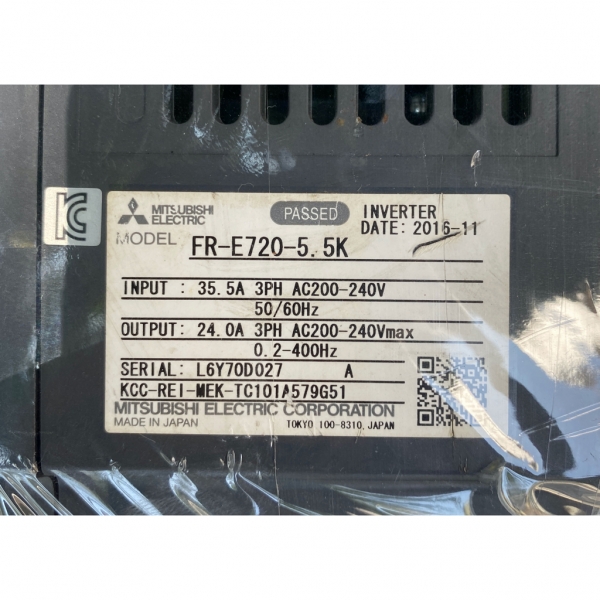 MITSUBISHI
ELECTRIC
PASSED
INVERTER
DATE: 2016-11
MODEL FR-E720-5.5K
INPUT : 35.5A 3PH AC200-240V
50/60Hz
OUTPUT: 24.0A 3PH AC200-240Vmax
0.2-400Hz
SERIAL: L6Y70D027 A
KCC-REI-MEK-TC101A579G51
MITSUBISHI ELECTRIC CORPORATION
MADE IN JAPAN TOKYO 100-8310, JAPAN